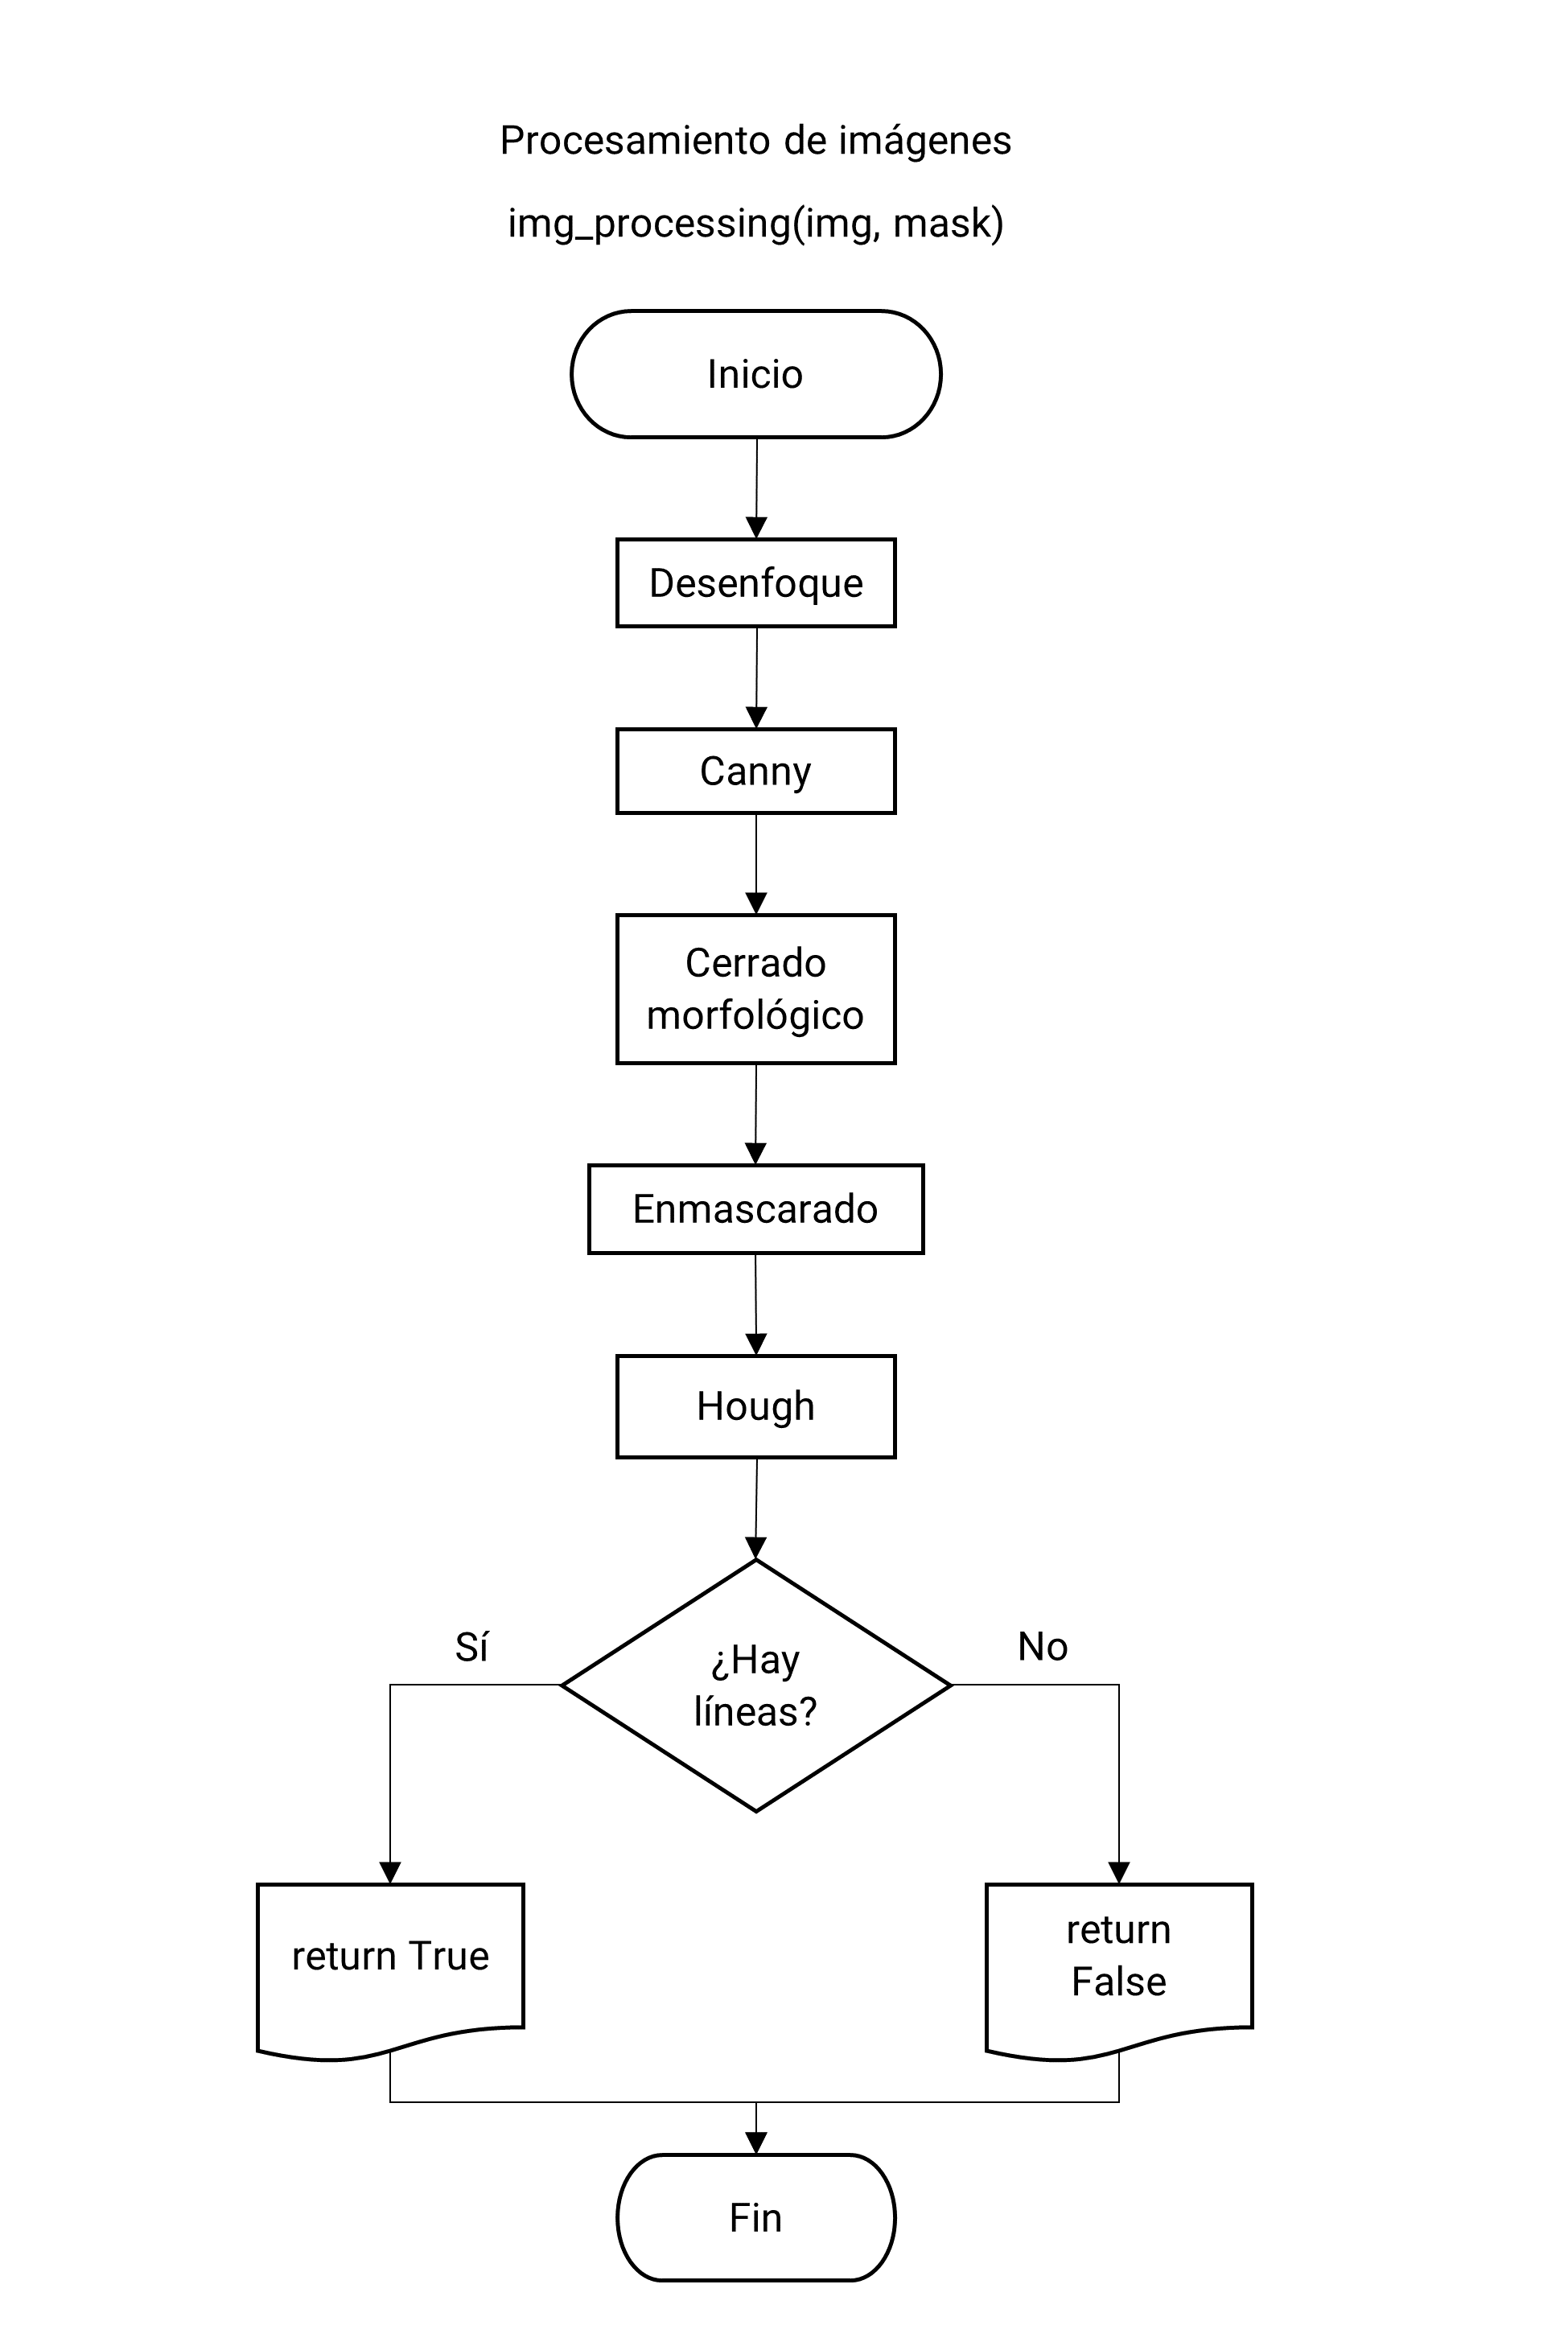 Procesamiento de imágenes
img_processing(img, mask)
Inicio
Desenfoque
Canny
Cerrado
morfológico
Enmascarado
Hough
¿Hay
líneas?
Sí
No
return True
return
False
Fin